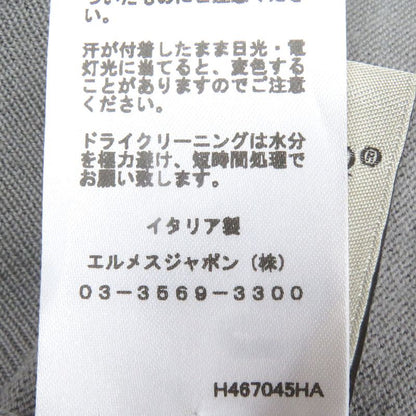 い。
汗が付着したまま日光・電
灯光に当てると、変色する
ことがありますのでご注意
ください。
ドライクリーニングは水分
を極力避け、短時間処理で
お願い致します。
イタリア製
エルメスジャポン（株）
03-3569-3300
H467045HA
®